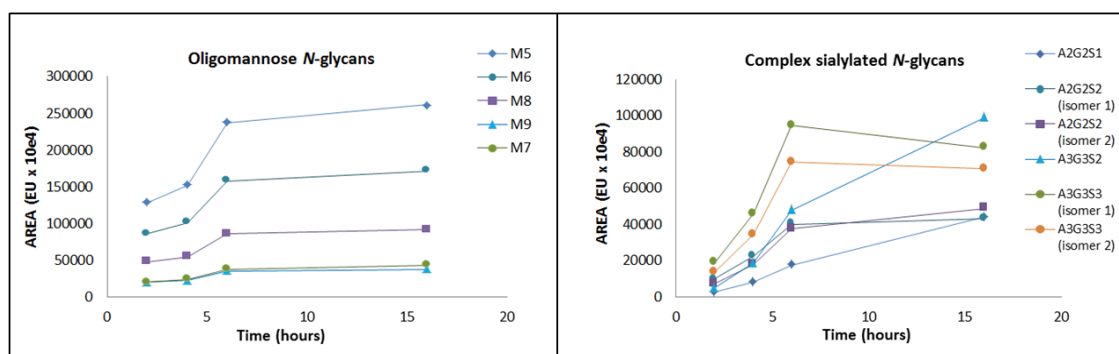 Oligomannose N-glycans
AREA (EU x 10e4)
300000
250000
200000
150000
100000
50000
0
0
5
10
15
20
Time (hours)
M5
M6
M8
M9
M7
Complex sialylated N-glycans
AREA (EU x 10e4)
120000
100000
80000
60000
40000
20000
0
0
5
10
15
20
Time (hours)
A2G2S1
A2G2S2
(isomer 1)
A2G2S2
(isomer 2)
A3G3S2
A3G3S3
(isomer 1)
A3G3S3
(isomer 2)